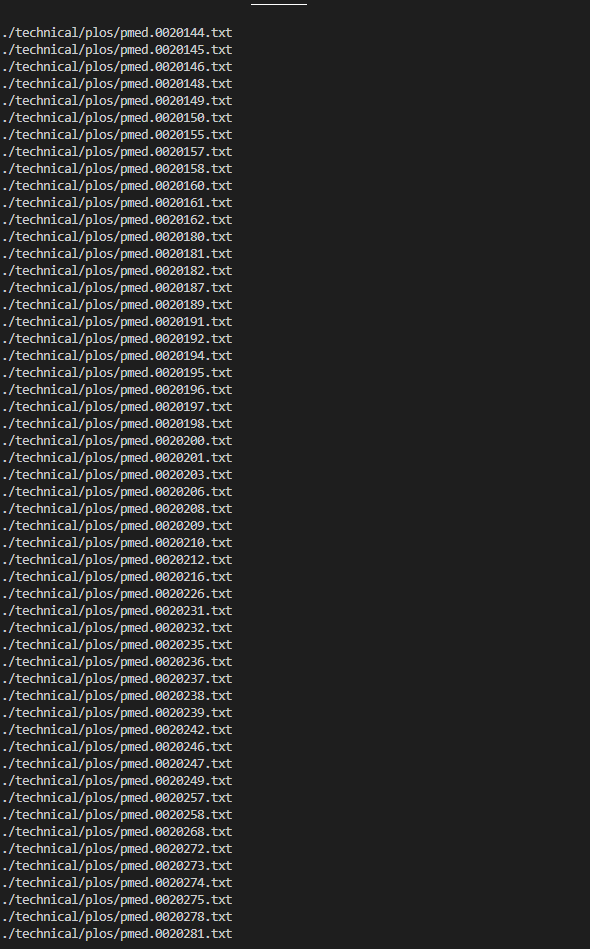 ./technical/plos/pmed.0020144.txt
./technical/plos/pmed.0020145.txt
./technical/plos/pmed.0020146.txt
./technical/plos/pmed.0020148.txt
./technical/plos/pmed.0020149.txt
./technical/plos/pmed.0020150.txt
./technical/plos/pmed.0020155.txt
./technical/plos/pmed.0020157.txt
./technical/plos/pmed.0020158.txt
./technical/plos/pmed.0020160.txt
./technical/plos/pmed.0020161.txt
./technical/plos/pmed.0020162.txt
./technical/plos/pmed.0020180.txt
./technical/plos/pmed.0020181.txt
./technical/plos/pmed.0020182.txt
./technical/plos/pmed.0020187.txt
./technical/plos/pmed.0020189.txt
./technical/plos/pmed.0020191.txt
./technical/plos/pmed.0020192.txt
./technical/plos/pmed.0020194.txt
./technical/plos/pmed.0020195.txt
./technical/plos/pmed.0020196.txt
./technical/plos/pmed.0020197.txt
./technical/plos/pmed.0020198.txt
./technical/plos/pmed.0020200.txt
./technical/plos/pmed.0020201.txt
./technical/plos/pmed.0020203.txt
./technical/plos/pmed.0020206.txt
./technical/plos/pmed.0020208.txt
./technical/plos/pmed.0020209.txt
./technical/plos/pmed.0020210.txt
./technical/plos/pmed.0020212.txt
./technical/plos/pmed.0020216.txt
./technical/plos/pmed.0020226.txt
./technical/plos/pmed.0020231.txt
./technical/plos/pmed.0020232.txt
./technical/plos/pmed.0020235.txt
./technical/plos/pmed.0020236.txt
./technical/plos/pmed.0020237.txt
./technical/plos/pmed.0020238.txt
./technical/plos/pmed.0020239.txt
./technical/plos/pmed.0020242.txt
./technical/plos/pmed.0020246.txt
./technical/plos/pmed.0020247.txt
./technical/plos/pmed.0020249.txt
./technical/plos/pmed.0020257.txt
./technical/plos/pmed.0020258.txt
./technical/plos/pmed.0020268.txt
./technical/plos/pmed.0020272.txt
./technical/plos/pmed.0020273.txt
./technical/plos/pmed.0020274.txt
./technical/plos/pmed.0020275.txt
./technical/plos/pmed.0020278.txt
./technical/plos/pmed.0020281.txt